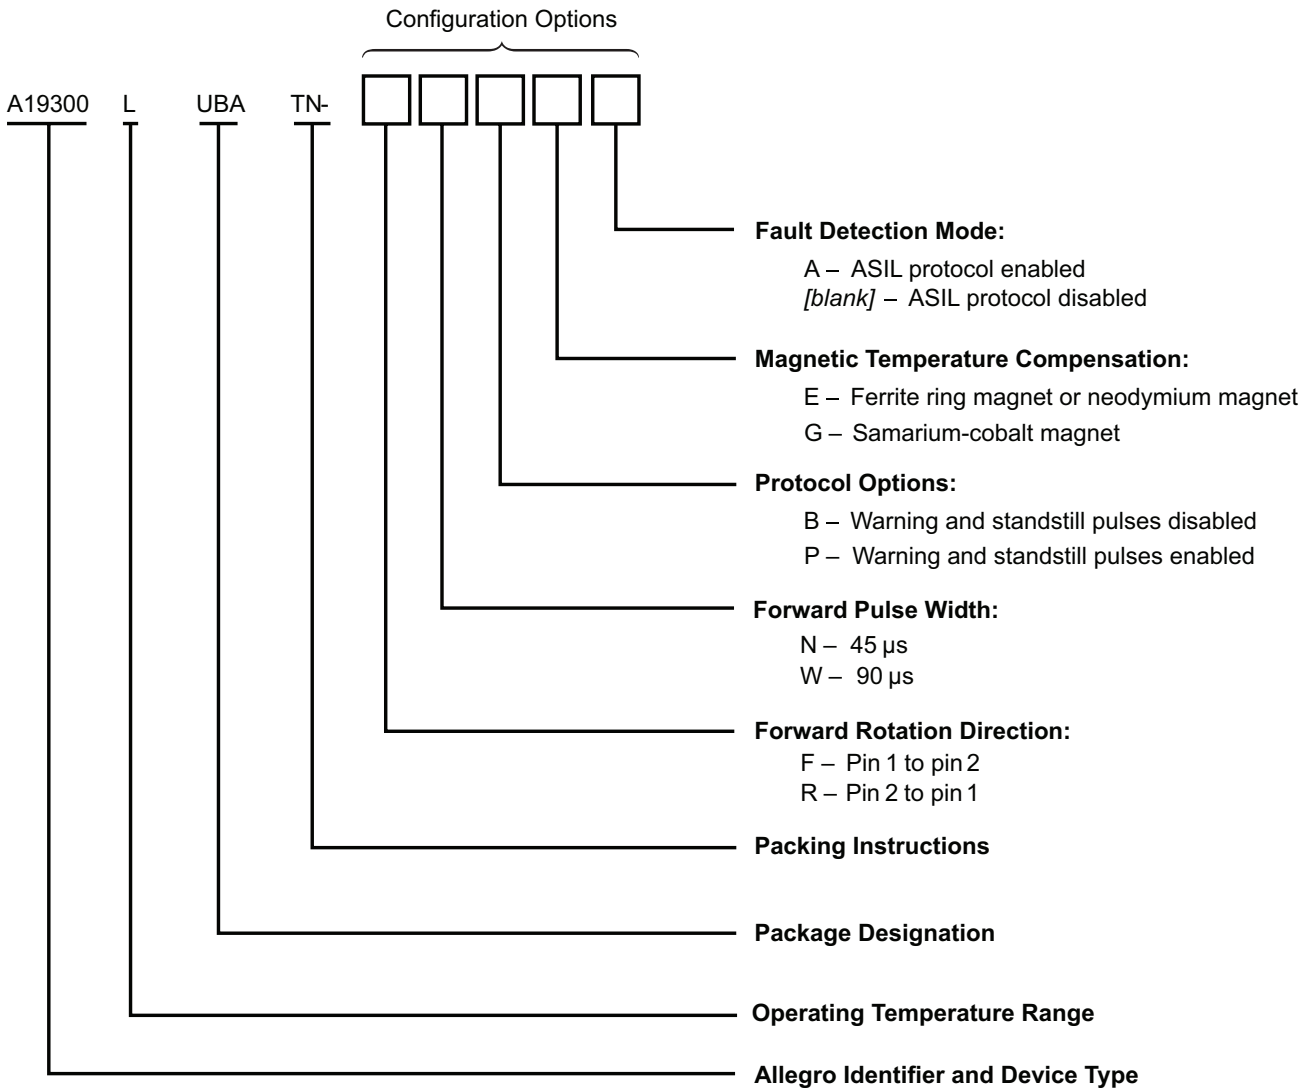 Configuration Options
A19300 L UBA TN-
Fault Detection Mode:
A – ASIL protocol enabled
[blank] – ASIL protocol disabled
Magnetic Temperature Compensation:
E – Ferrite ring magnet or neodymium magnet
G – Samarium-cobalt magnet
Protocol Options:
B – Warning and standstill pulses disabled
P – Warning and standstill pulses enabled
Forward Pulse Width:
N – 45 µs
W – 90 µs
Forward Rotation Direction:
F – Pin 1 to pin 2
R – Pin 2 to pin 1
Packing Instructions
Package Designation
Operating Temperature Range
Allegro Identifier and Device Type